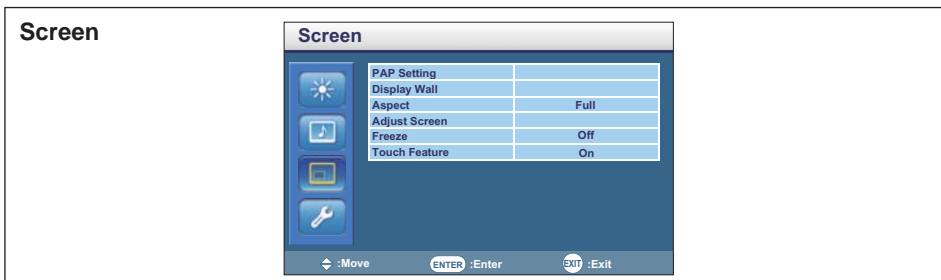 Screen
Screen
PAP Setting
Display Wall
Aspect Full
Adjust Screen
Freeze Off
Touch Feature On
:Move ENTER :Enter EXIT :Exit